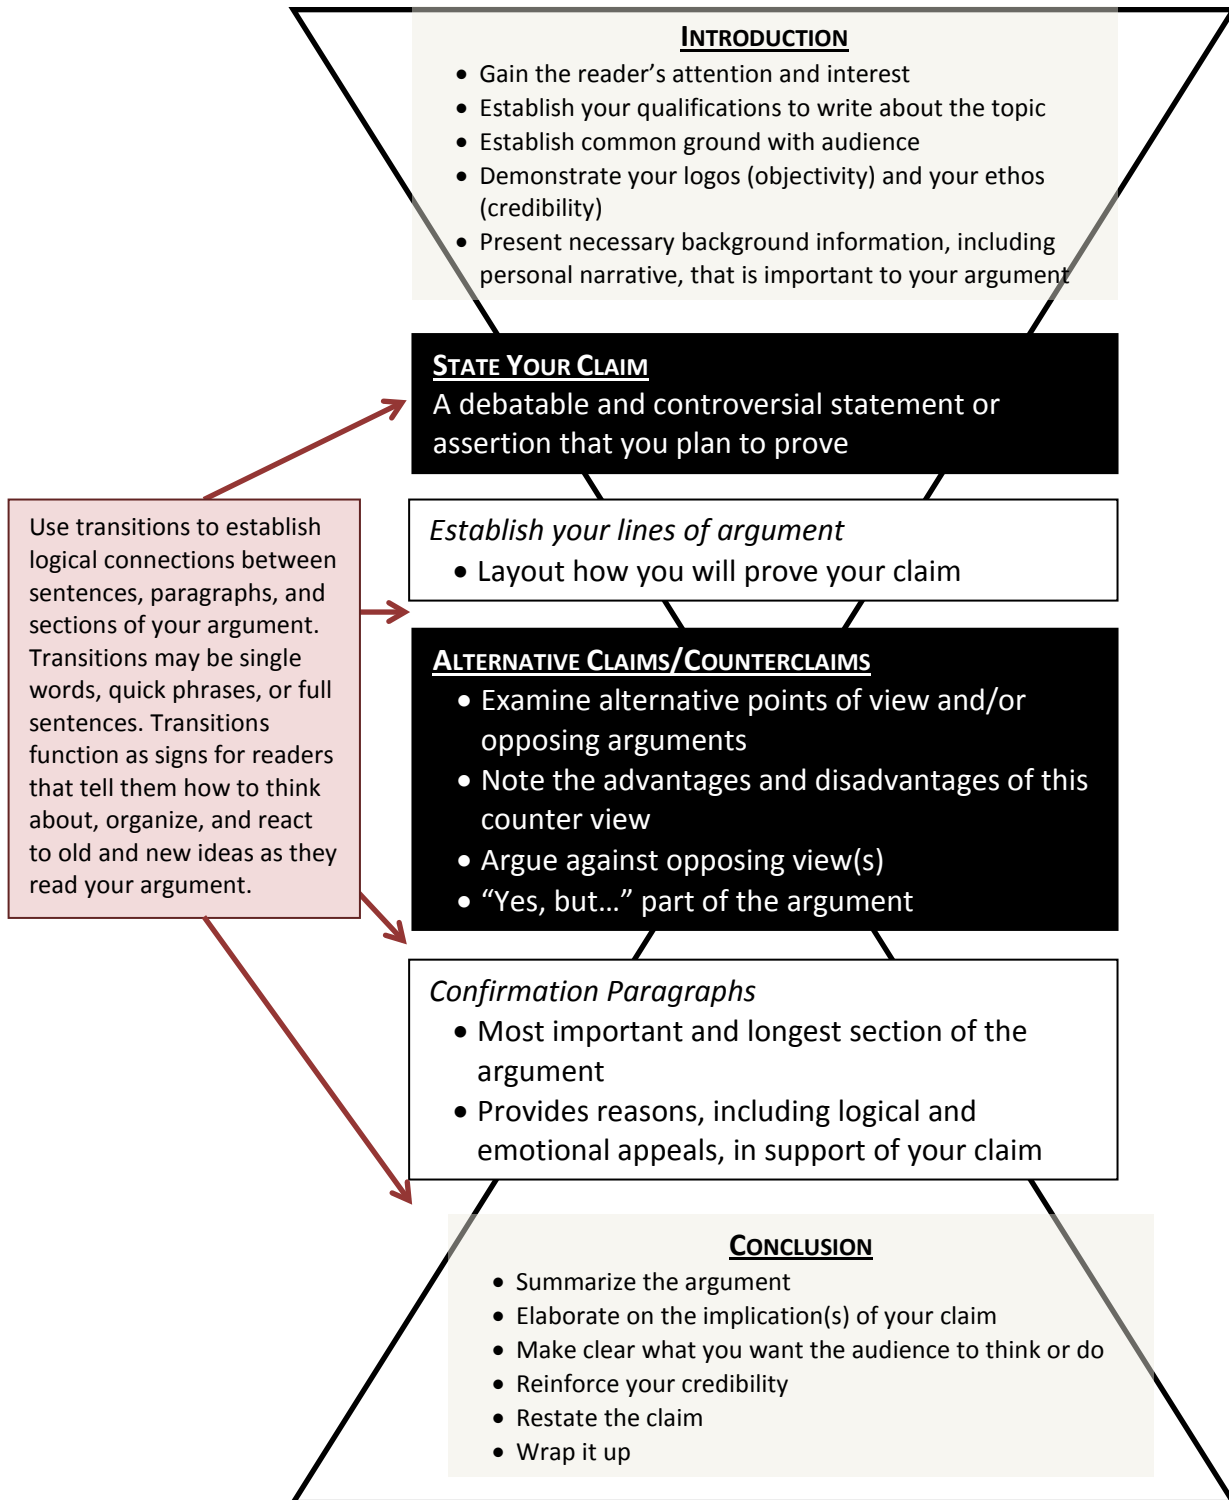 INTRODUCTION
• Gain the reader’s attention and interest
• Establish your qualifications to write about the topic
• Establish common ground with audience
• Demonstrate your logos (objectivity) and your ethos
(credibility)
• Present necessary background information, including
personal narrative, that is important to your argument
STATE YOUR CLAIM
A debatable and controversial statement or
assertion that you plan to prove
Use transitions to establish
logical connections between
sentences, paragraphs, and
sections of your argument.
Transitions may be single
words, quick phrases, or full
sentences. Transitions
function as signs for readers
that tell them how to think
about, organize, and react
to old and new ideas as they
read your argument.
Establish your lines of argument
• Layout how you will prove your claim
ALTERNATIVE CLAIMS/COUNTERCLAIMS
• Examine alternative points of view and/or
opposing arguments
• Note the advantages and disadvantages of this
counter view
• Argue against opposing view(s)
• “Yes, but…” part of the argument
Confirmation Paragraphs
• Most important and longest section of the
argument
• Provides reasons, including logical and
emotional appeals, in support of your claim
CONCLUSION
• Summarize the argument
• Elaborate on the implication(s) of your claim
• Make clear what you want the audience to think or do
• Reinforce your credibility
• Restate the claim
• Wrap it up